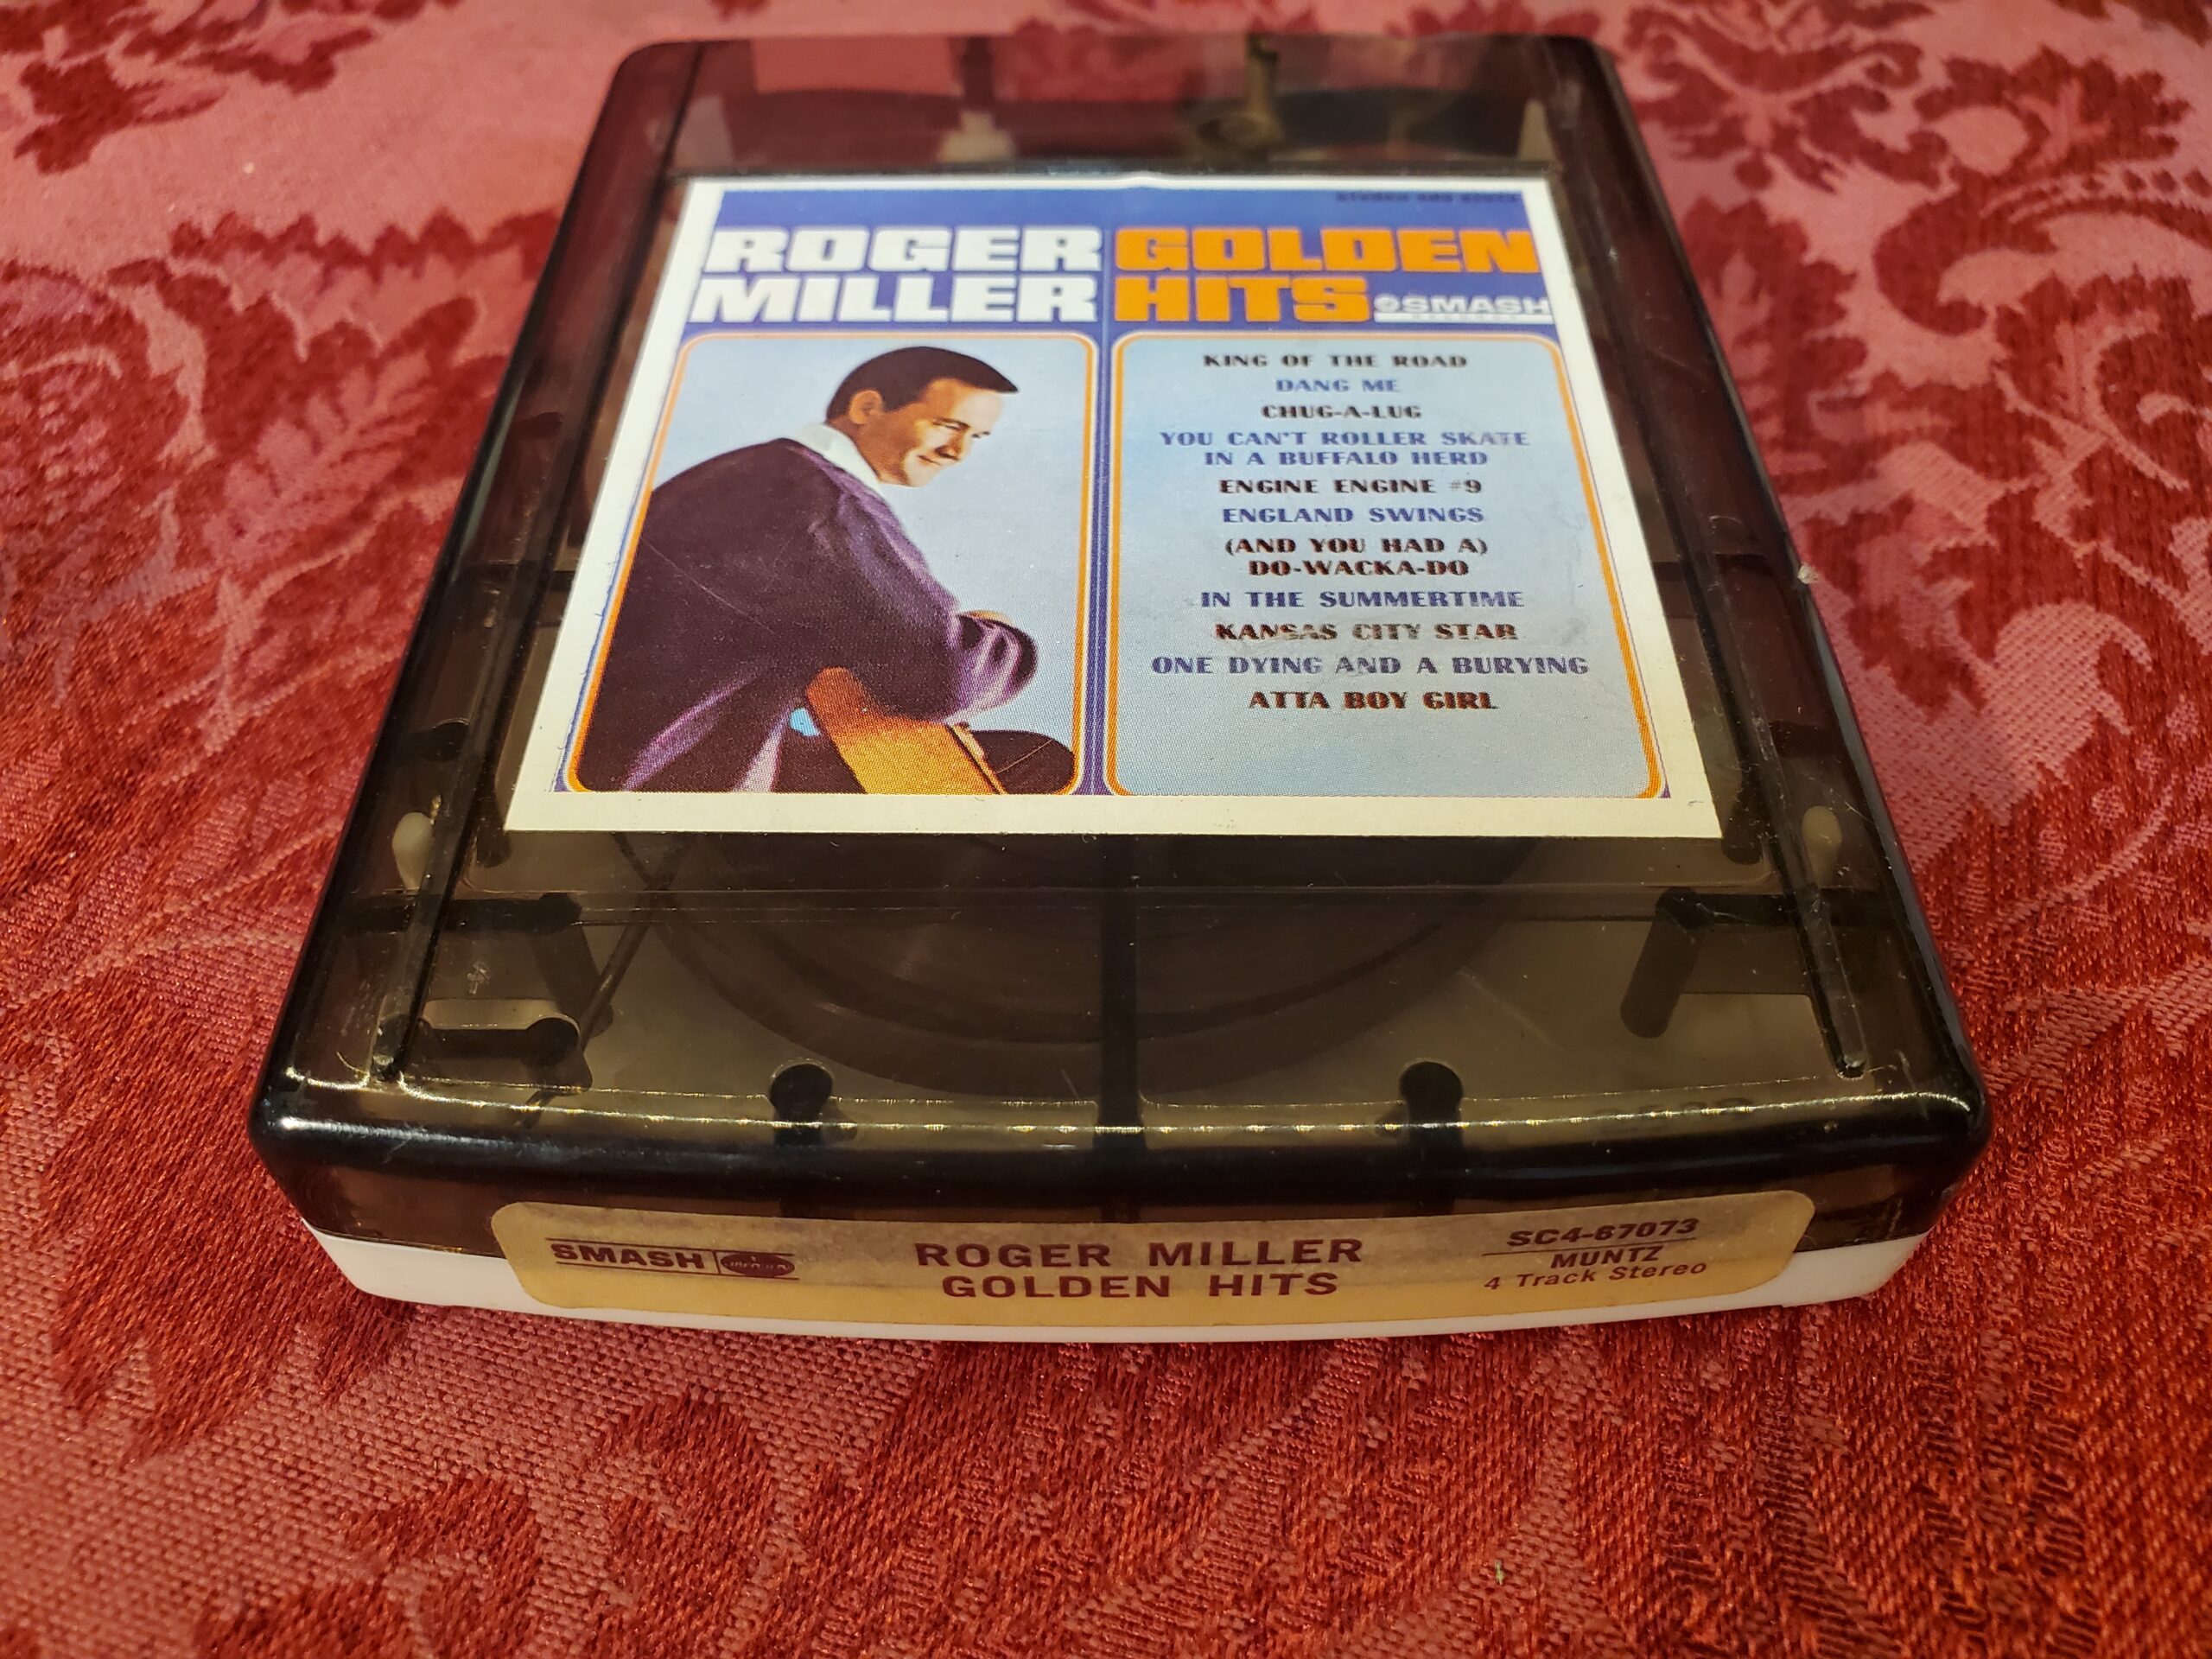 ROGER GOLDEN
MILLER HITS SMASH
KING OF THE ROAD
DANG ME
CHUG-A-LUG
YOU CAN'T ROLLER SKATE
IN A BUFFALO HERD
ENGINE ENGINE #9
ENGLAND SWINGS
(AND YOU HAD A)
DO-WACKA-DO
IN THE SUMMERTIME
KANSAS CITY STAR
ONE DYING AND A BURYING
ATTA BOY GIRL
SMASH
ROGER MILLER
GOLDEN HITS
SC4-67073
MUNTZ
4 Track Stereo